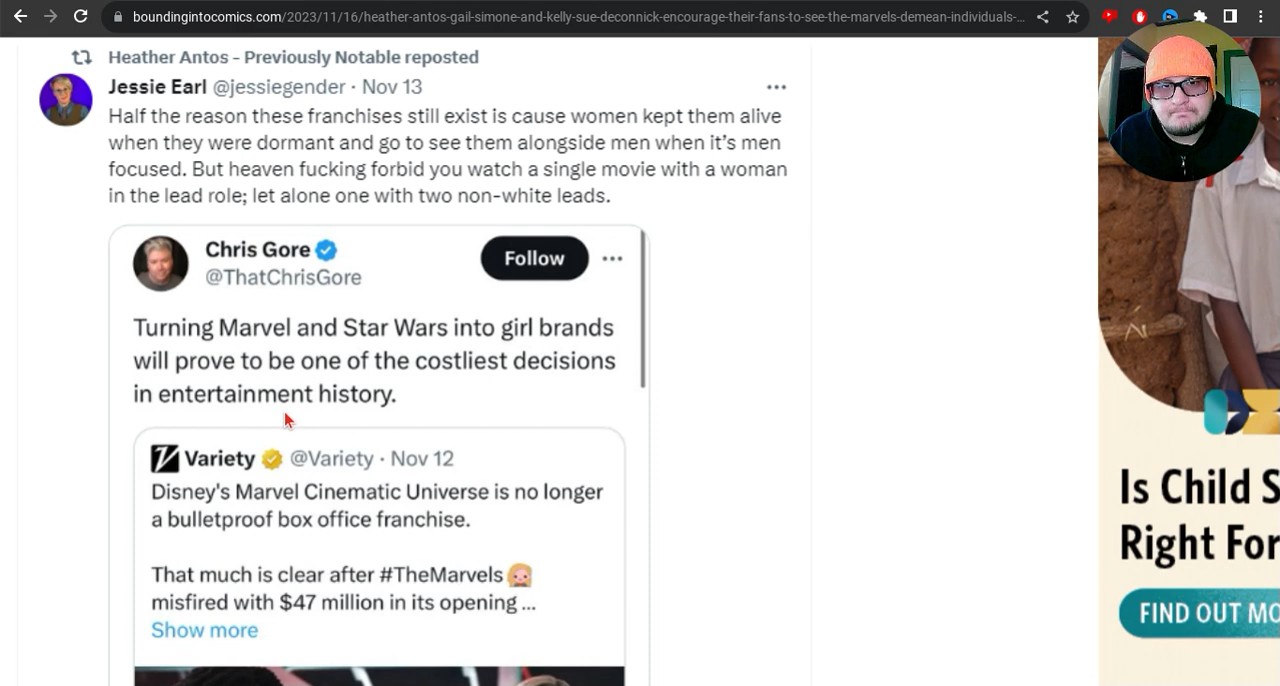 boundingintocomics.com/2023/11/16/heather-antos-gail-simone-and-kelly-sue-deconnick-encourage-their-fans-to-see-the-marvels-demean-individuals-...
Heather Antos - Previously Notable reposted
Jessie Earl @jessiegender · Nov 13
Half the reason these franchises still exist is cause women kept them alive
when they were dormant and go to see them alongside men when it's men
focused. But heaven fucking forbid you watch a single movie with a woman
in the lead role; let alone one with two non-white leads.
Chris Gore
Follow
@ThatChrisGore
Turning Marvel and Star Wars into girl brands
will prove to be one of the costliest decisions
in entertainment history.
Variety @Variety · Nov 12
Disney's Marvel Cinematic Universe is no longer
a bulletproof box office franchise.
That much is clear after #TheMarvels
misfired with $47 million in its opening ...
Show more
Is Child S
Right For
FIND OUT MO